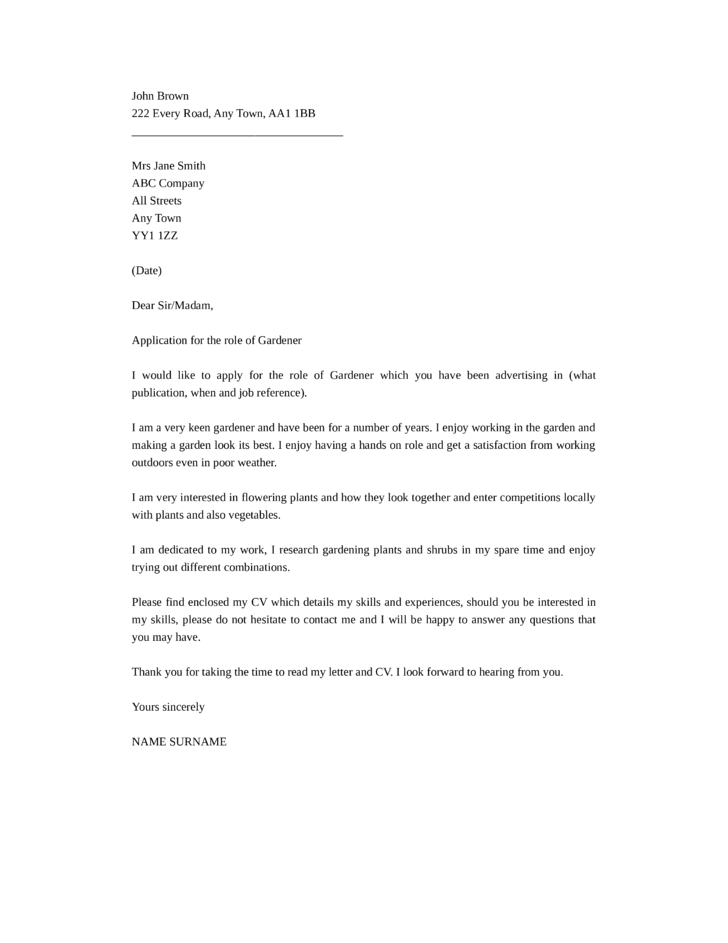 John Brown
222 Every Road, Any Town, AA1 1BB
Mrs Jane Smith
ABC Company
All Streets
Any Town
YY1 1ZZ
(Date)
Dear Sir/Madam,
Application for the role of Gardener
I would like to apply for the role of Gardener which you have been advertising in (what
publication, when and job reference).
I am a very keen gardener and have been for a number of years. I enjoy working in the garden and
making a garden look its best. I enjoy having a hands on role and get a satisfaction from working
outdoors even in poor weather.
I am very interested in flowering plants and how they look together and enter competitions locally
with plants and also vegetables.
I am dedicated to my work, I research gardening plants and shrubs in my spare time and enjoy
trying out different combinations.
Please find enclosed my CV which details my skills and experiences, should you be interested in
my skills, please do not hesitate to contact me and I will be happy to answer any questions that
you may have.
Thank you for taking the time to read my letter and CV. I look forward to hearing from you.
Yours sincerely
NAME SURNAME